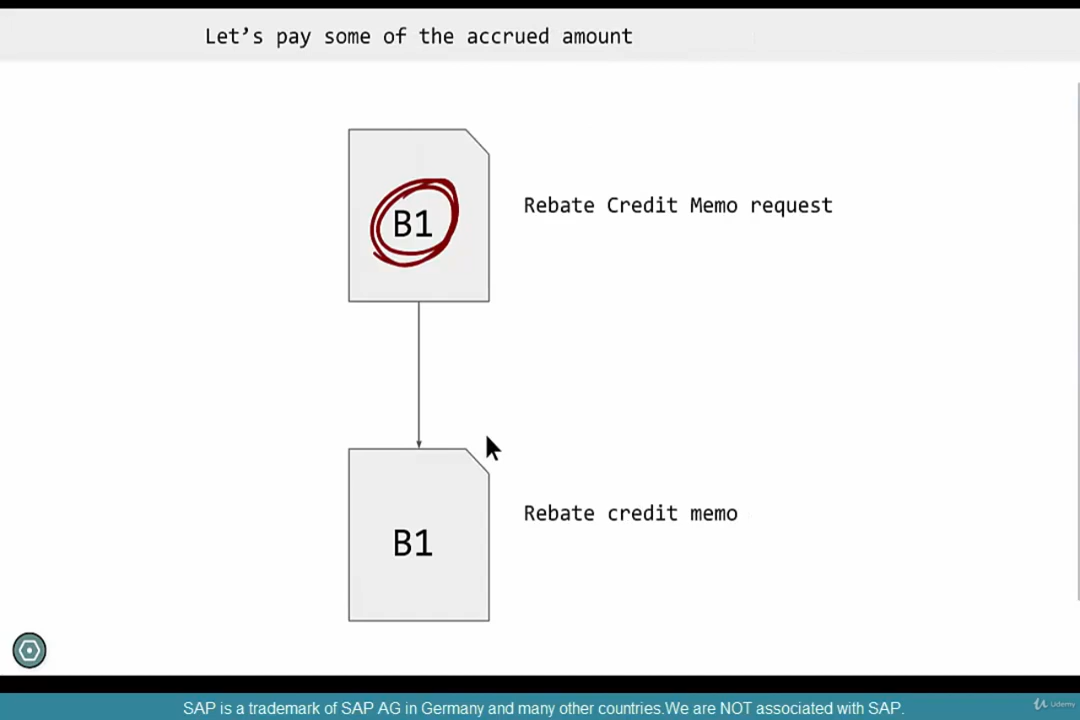 Let’s pay some of the accrued amount
B1
Rebate Credit Memo request
B1
Rebate credit memo
SAP is a trademark of SAP AG in Germany and many other countries.We are NOT associated with SAP.
Udemy